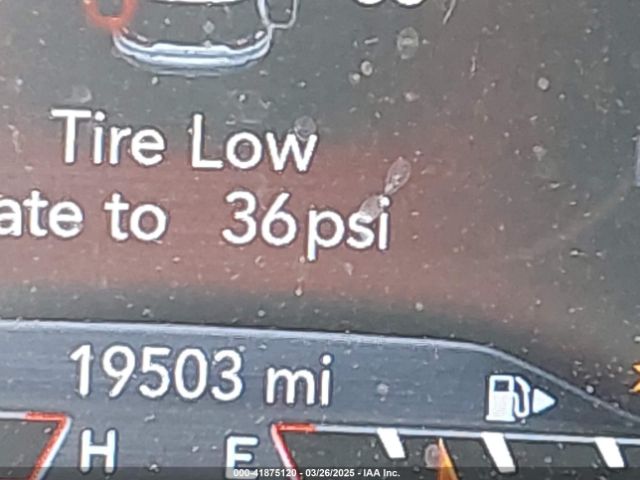 Tire Low
ate to 36psi
19503 mi
H E
000-41875120 - 03/26/2025 - IAA Inc.